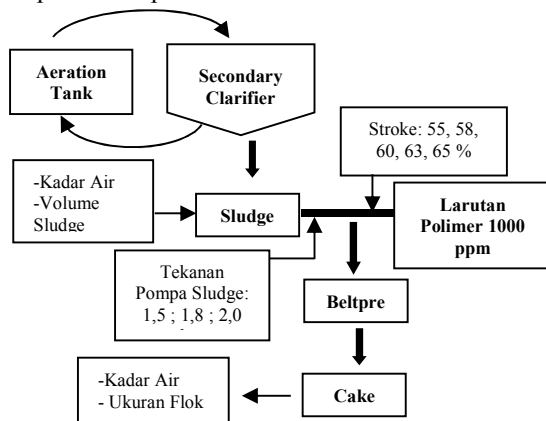 Aeration
Tank
Secondary
Clarifier
Stroke: 55, 58,
60, 63, 65 %
-Kadar Air
-Volume
Sludge
Sludge
Larutan
Polimer 1000
ppm
Tekanan
Pompa Sludge:
1,5 ; 1,8 ; 2,0
Beltpre
-Kadar Air
- Ukuran Flok
Cake